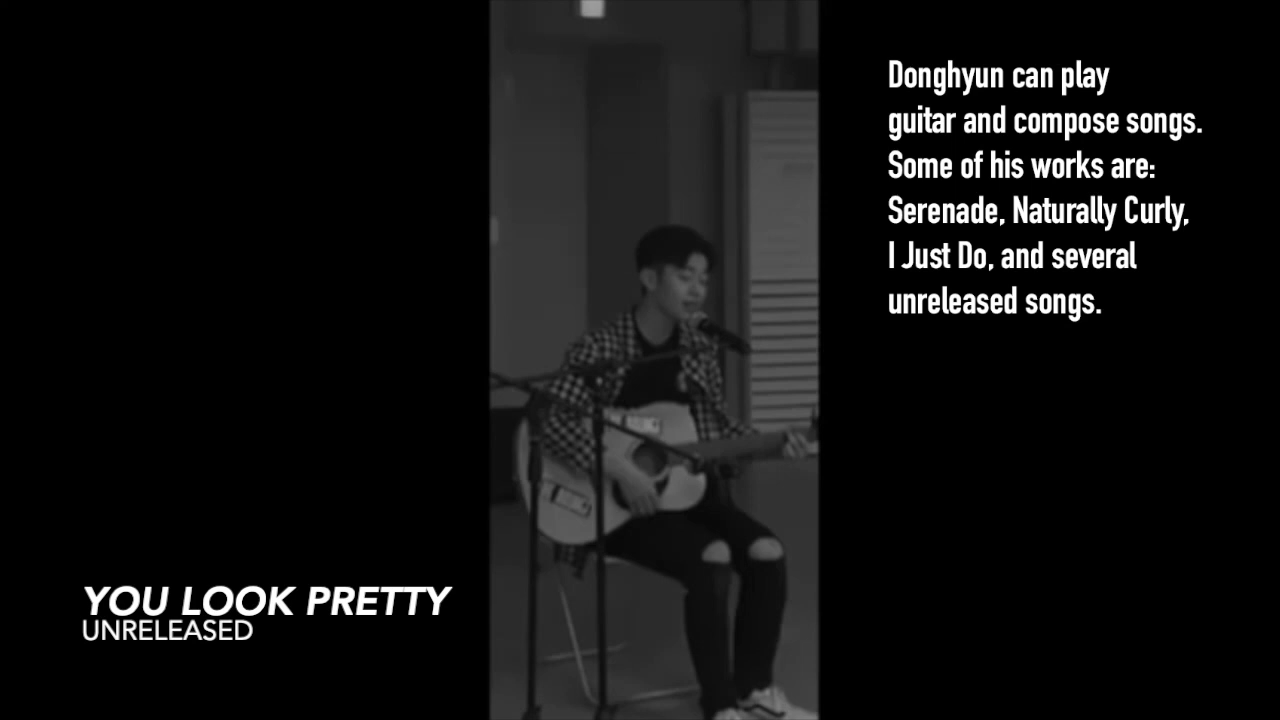 Donghyun can play
guitar and compose songs.
Some of his works are:
Serenade, Naturally Curly,
I Just Do, and several
unreleased songs.
YOU LOOK PRETTY
UNRELEASED